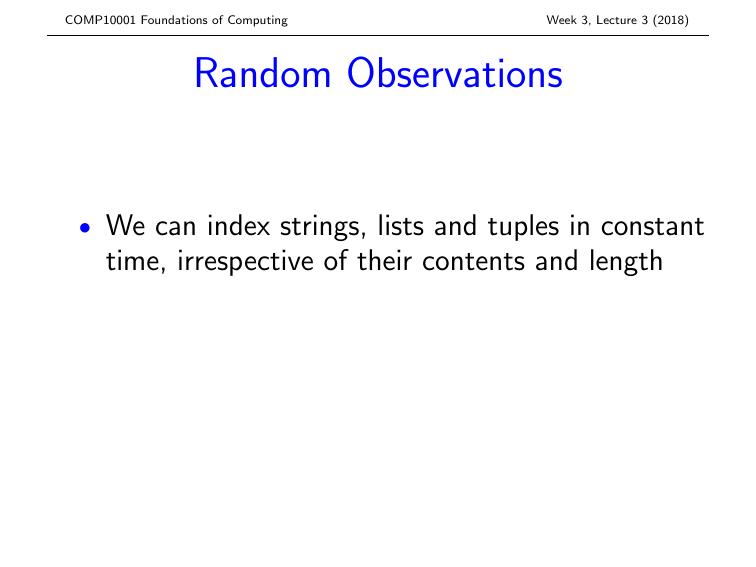 COMP10001 Foundations of Computing Week 3, Lecture 3 (2018)
Random Observations
• We can index strings, lists and tuples in constant
time, irrespective of their contents and length